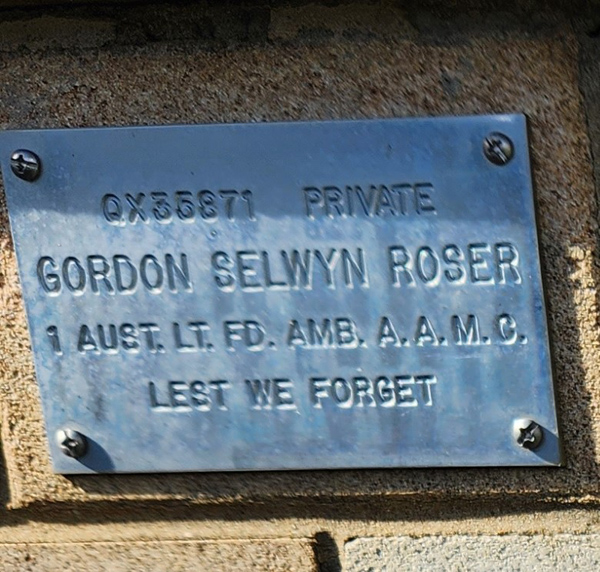 QX35871 PRIVATE
GORDON SELWYN ROSER
1 AUST. LT. FD. AMB. A.A.M.C.
LEST WE FORGET